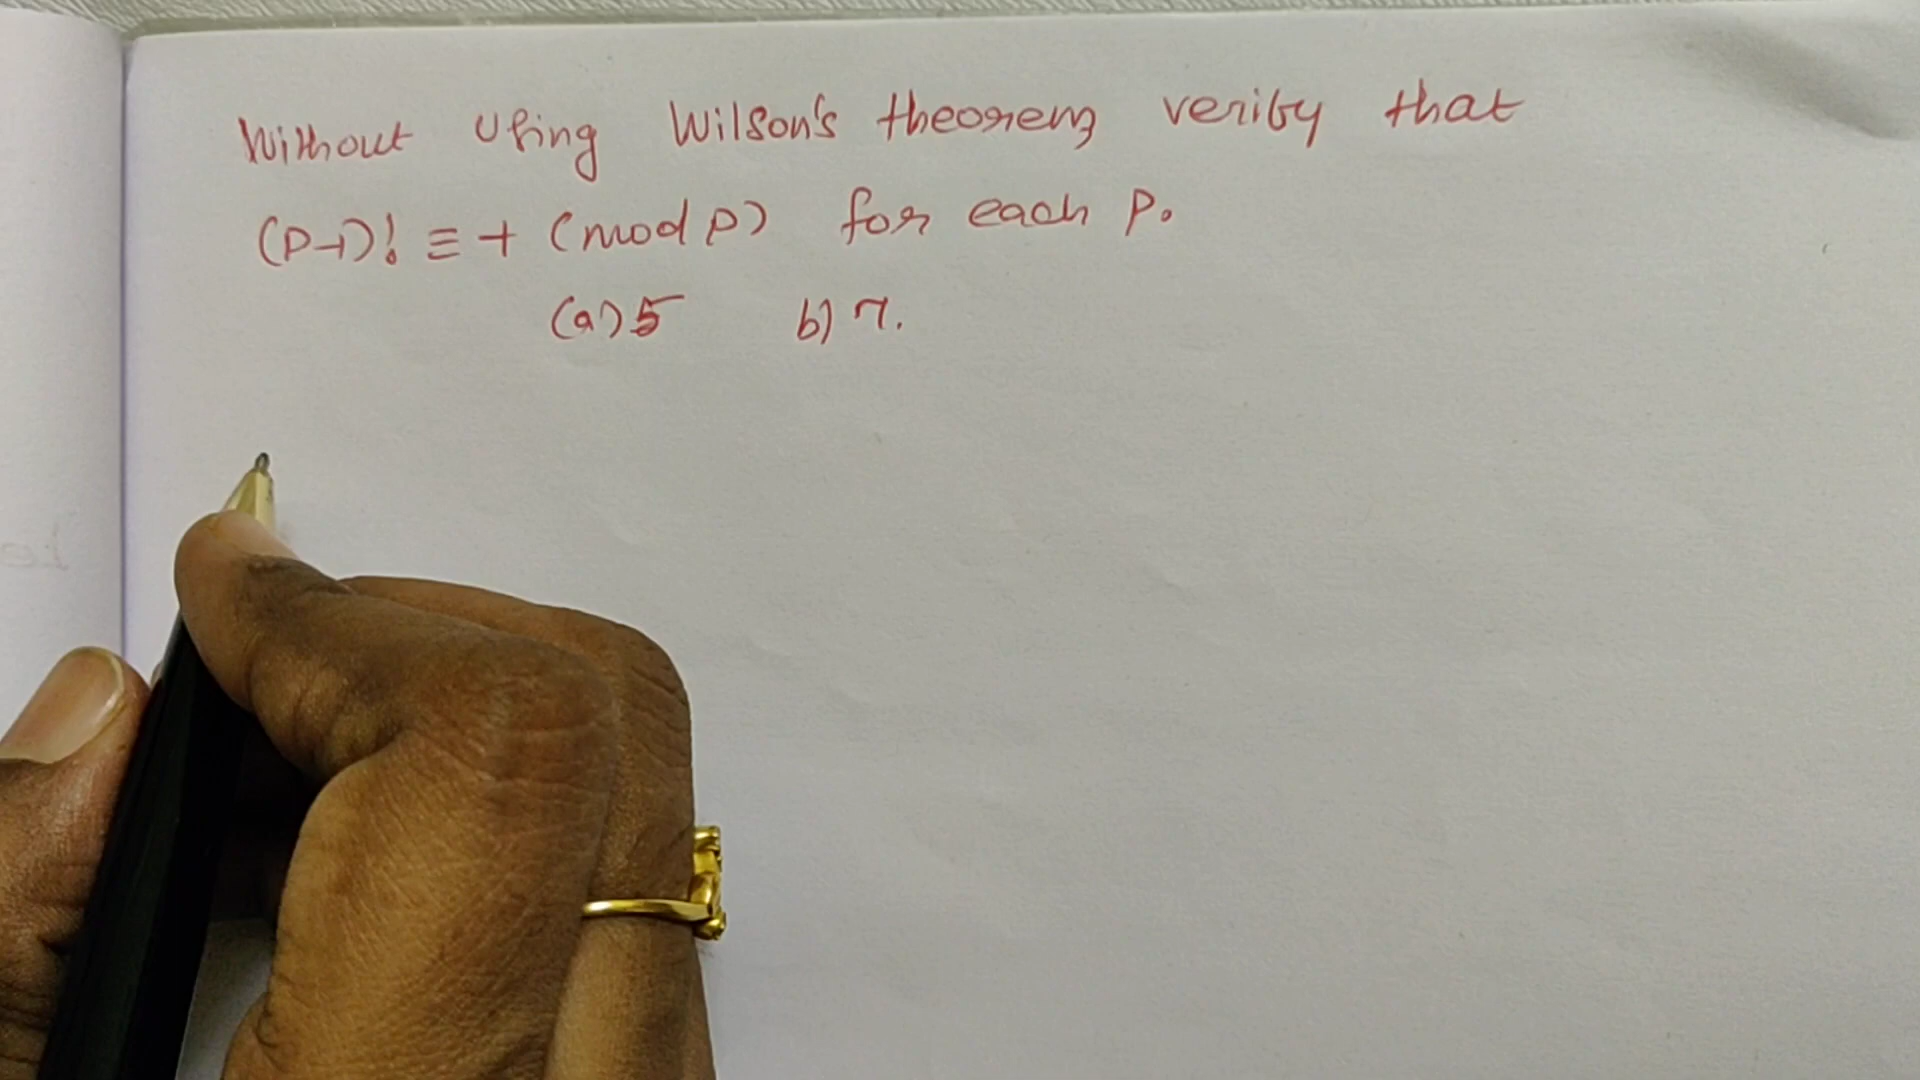 Without Using Wilson's theorem verify that
(P-1)! ≡ -1 (mod p) for each P.
(a) 5 b) 7.